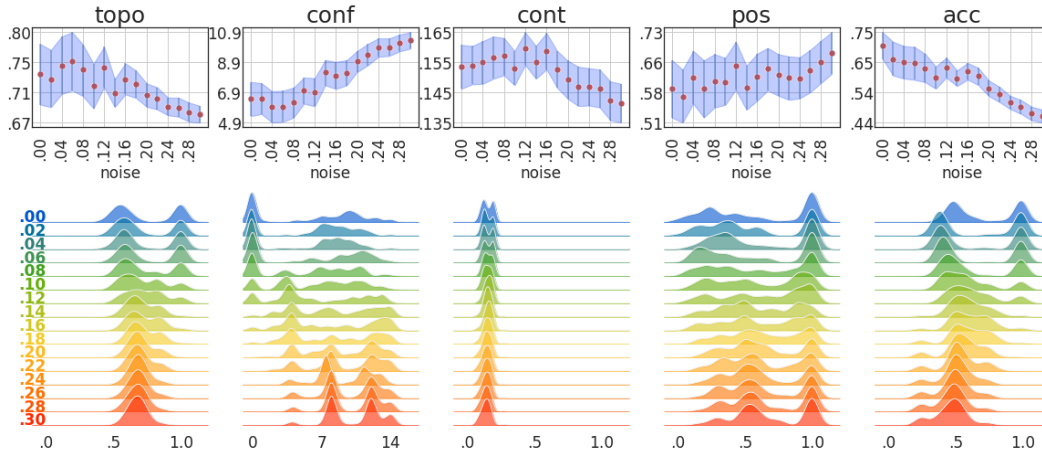 topo conf cont pos acc
.80 10.9 .165 .73 .75
.75 8.9 .155 .66 .65
.71 6.9 .145 .58 .54
.67 4.9 .135 .51 .44
.00 .04 .08 .12 .16 .20 .24 .28 .00 .04 .08 .12 .16 .20 .24 .28 .00 .04 .08 .12 .16 .20 .24 .28 .00 .04 .08 .12 .16 .20 .24 .28 .00 .04 .08 .12 .16 .20 .24 .28
noise noise noise noise noise
.00
.02
.04
.06
.08
.10
.12
.14
.16
.18
.20
.22
.24
.26
.28
.30
.0 .5 1.0 0 7 14 .0 .5 1.0 .0 .5 1.0 .0 .5 1.0